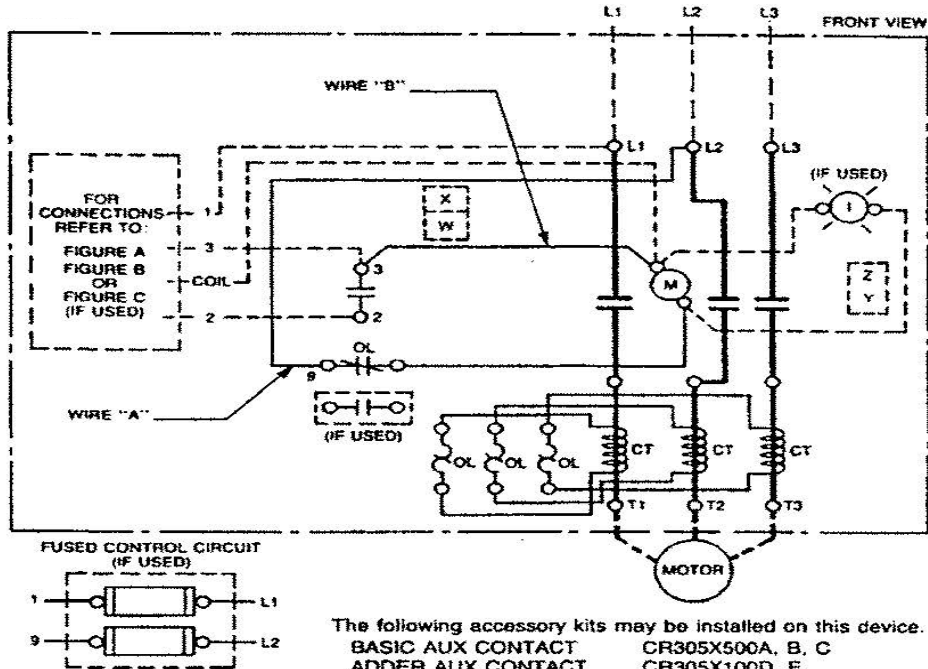 L1 L2 L3
FRONT VIEW
WIRE "B"
L1 L2 L3
(IF USED)
I
FOR
CONNECTIONS
REFER TO:
FIGURE A
FIGURE B
OR
FIGURE C
(IF USED)
1
3
COIL
2
X
W
3
2
M
Z
Y
OL
9
WIRE "A"
(IF USED)
OL OL OL
CT CT CT
T1 T2 T3
MOTOR
FUSED CONTROL CIRCUIT
(IF USED)
1 L1
9 L2
The following accessory kits may be installed on this device.
BASIC AUX CONTACT CR305X500A, B, C
ADDER AUX CONTACT CR305X100D, E